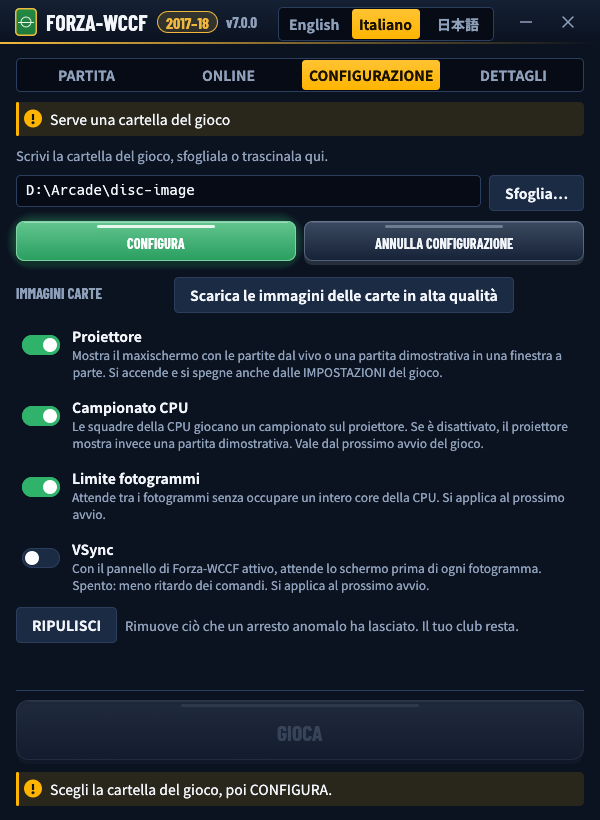 FORZA-WCCF 2017-18 v7.0.0 English Italiano 日本語
PARTITA ONLINE CONFIGURAZIONE DETTAGLI
Serve una cartella del gioco
Scrivi la cartella del gioco, sfogliala o trascinala qui.
D:\Arcade\disc-image Sfoglia...
CONFIGURA ANNULLA CONFIGURAZIONE
IMMAGINI CARTE Scarica le immagini delle carte in alta qualità
Proiettore
Mostra il maxischermo con le partite dal vivo o una partita dimostrativa in una finestra a
parte. Si accende e si spegne anche dalle IMPOSTAZIONI del gioco.
Campionato CPU
Le squadre della CPU giocano un campionato sul proiettore. Se è disattivato, il proiettore
mostra invece una partita dimostrativa. Vale dal prossimo avvio del gioco.
Limite fotogrammi
Attende tra i fotogrammi senza occupare un intero core della CPU. Si applica al prossimo
avvio.
VSync
Con il pannello di Forza-WCCF attivo, attende lo schermo prima di ogni fotogramma.
Spento: meno ritardo dei comandi. Si applica al prossimo avvio.
RIPULISCI Rimuove ciò che un arresto anomalo ha lasciato. Il tuo club resta.
GIOCA
Scegli la cartella del gioco, poi CONFIGURA.